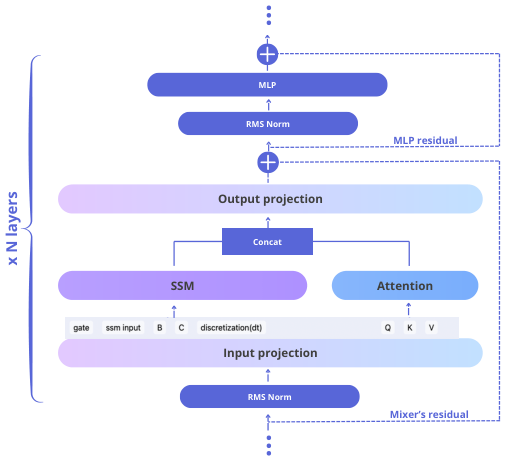 MLP
RMS Norm
MLP residual
Output projection
Concat
SSM
Attention
gate ssm input B C discretization(dt) Q K V
Input projection
RMS Norm
Mixer's residual
x N layers